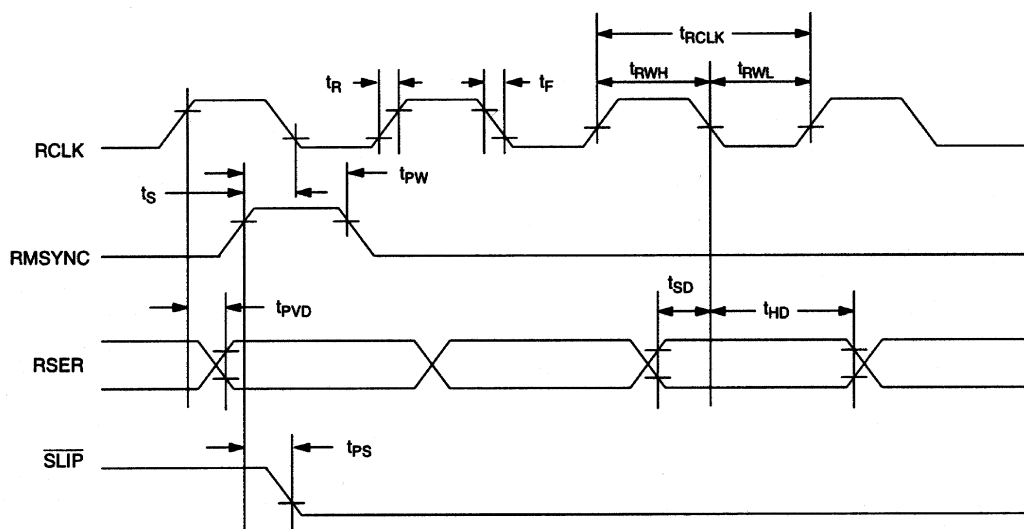 tRCLK
tR
tF
tRWH
tRWL
RCLK
tPW
tS
RMSYNC
tSD
tPVD
tHD
RSER
tPS
SLIP